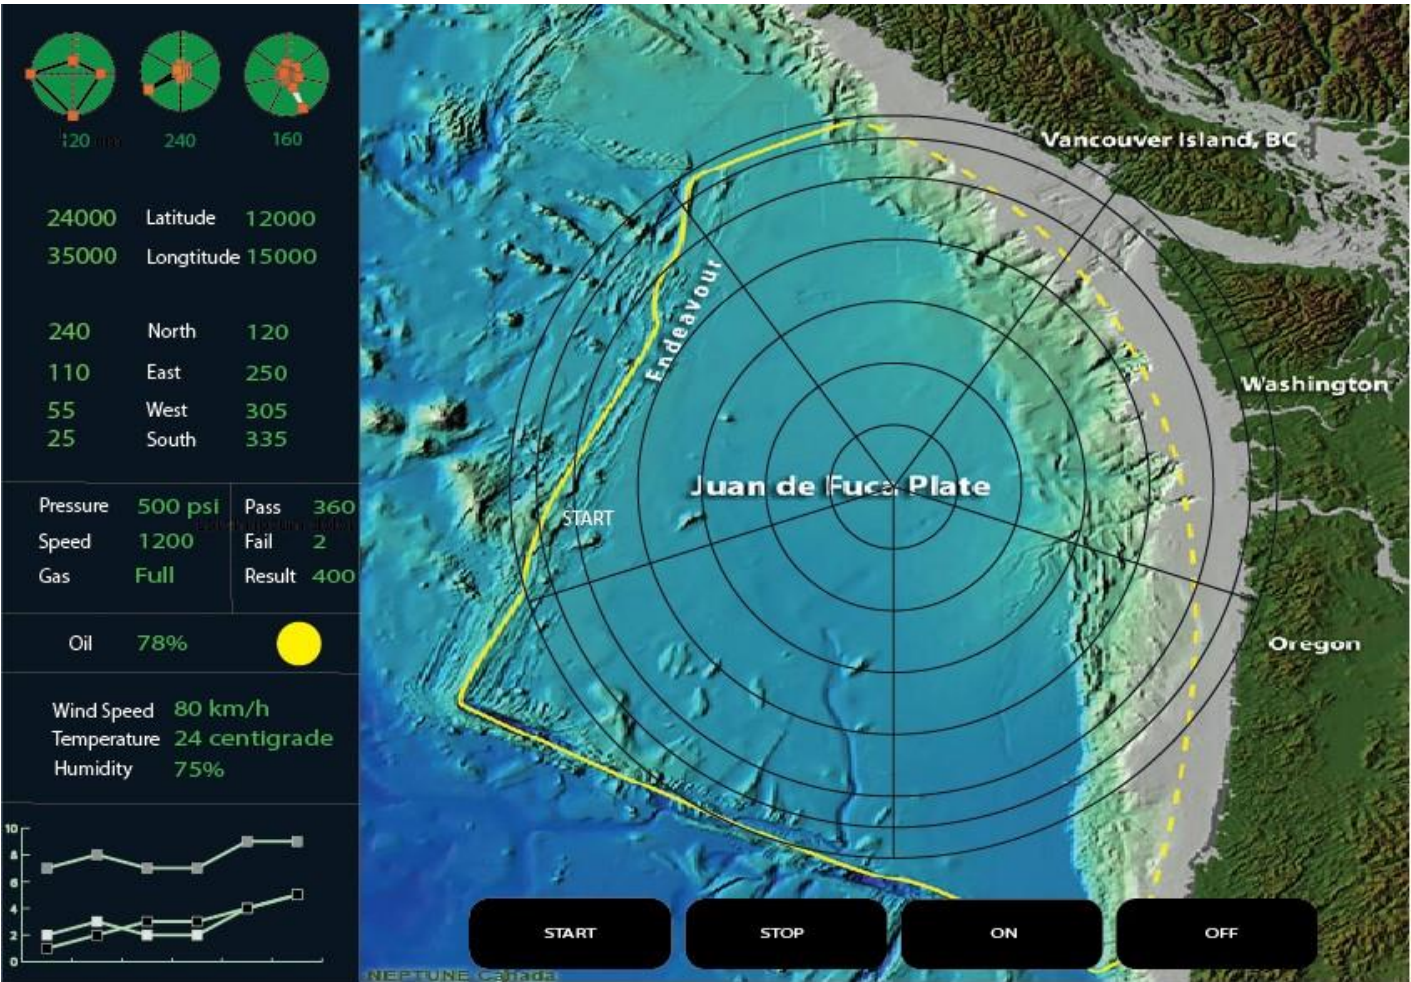 120
240
160
24000 Latitude 12000
35000 Longtitude 15000
240 North 120
110 East 250
55 West 305
25 South 335
Pressure 500 psi Pass 360
Speed 1200 Fail 2
Gas Full Result 400
Oil 78%
Wind Speed 80 km/h
Temperature 24 centigrade
Humidity 75%
10
8
6
4
2
0
Vancouver Island, BC
Endeavour
Washington
Juan de Fuca Plate
START
Oregon
START STOP ON OFF
NEPTUNE Canada